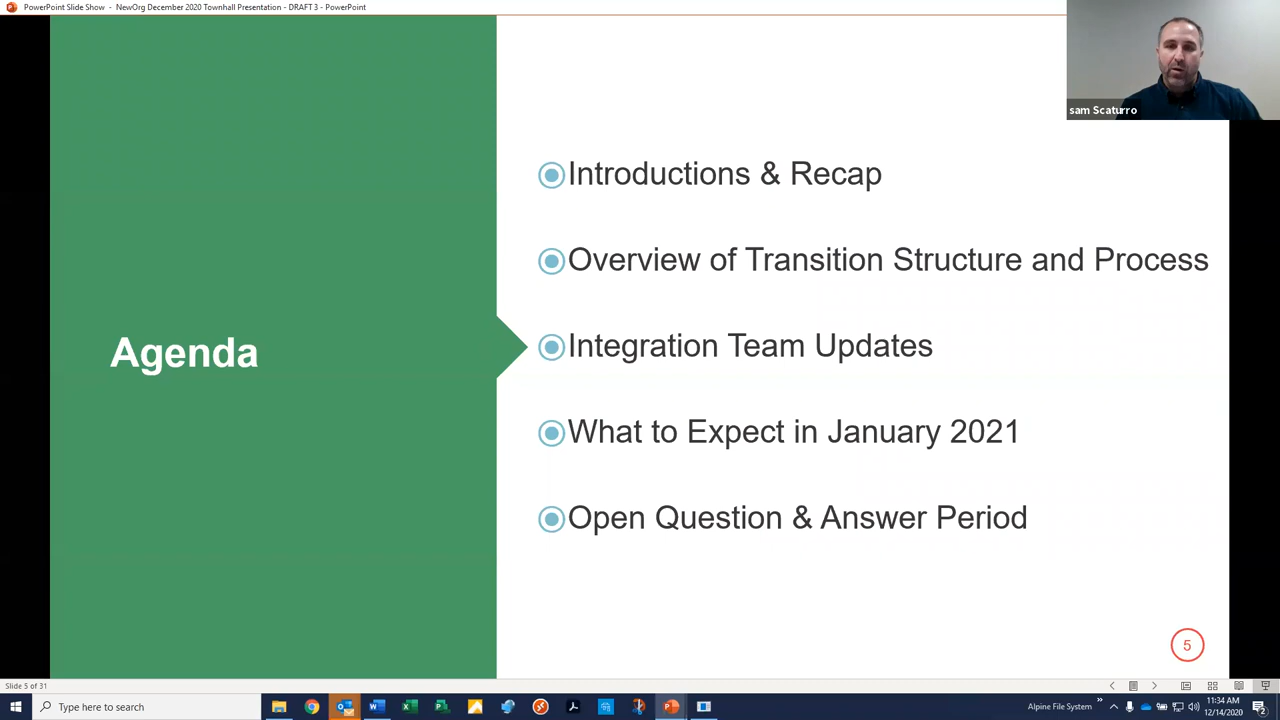 PowerPoint Slide Show - NewOrg December 2020 Townhall Presentation - DRAFT 3 - PowerPoint
sam Scaturro
Agenda
Introductions & Recap
Overview of Transition Structure and Process
Integration Team Updates
What to Expect in January 2021
Open Question & Answer Period
5
Slide 5 of 31
Type here to search
Alpine File System
11:34 AM
12/14/2020
2